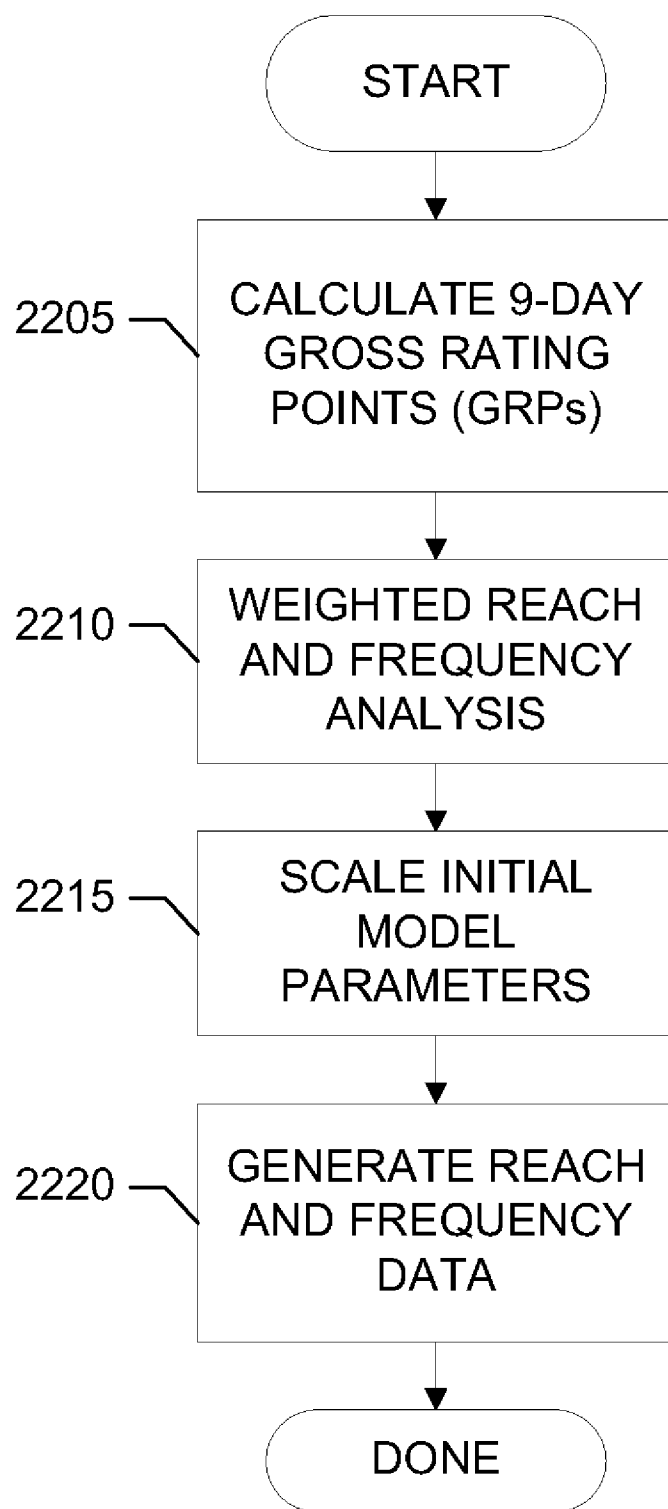 START
2205
CALCULATE 9-DAY
GROSS RATING
POINTS (GRPs)
2210
WEIGHTED REACH
AND FREQUENCY
ANALYSIS
2215
SCALE INITIAL
MODEL
PARAMETERS
2220
GENERATE REACH
AND FREQUENCY
DATA
DONE